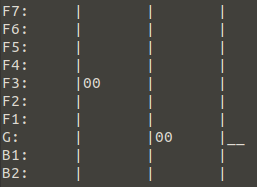 F7: | | |
F6: | | |
F5: | | |
F4: | | |
F3: |00 | |
F2: | | |
F1: | | |
G: | |00 |__
B1: | | |
B2: | | |